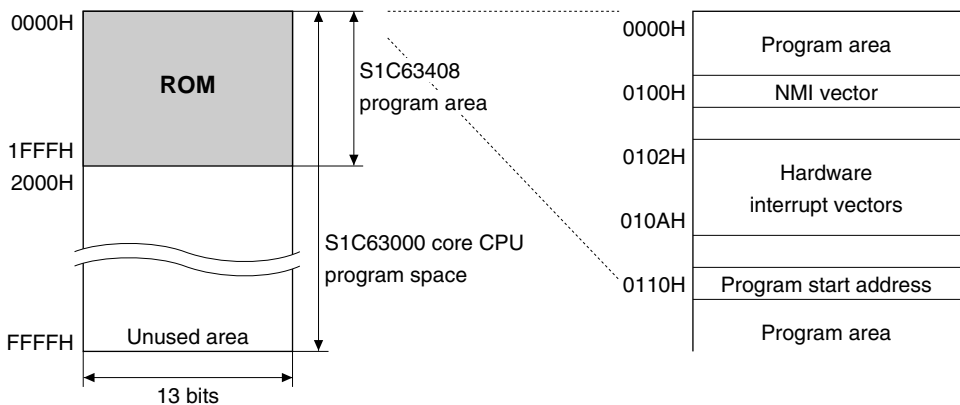 0000H
ROM
1FFFH
2000H
FFFFH
Unused area
13 bits
S1C63408
program area
S1C63000 core CPU
program space
0000H
Program area
0100H
NMI vector
0102H
Hardware
interrupt vectors
010AH
0110H
Program start address
Program area